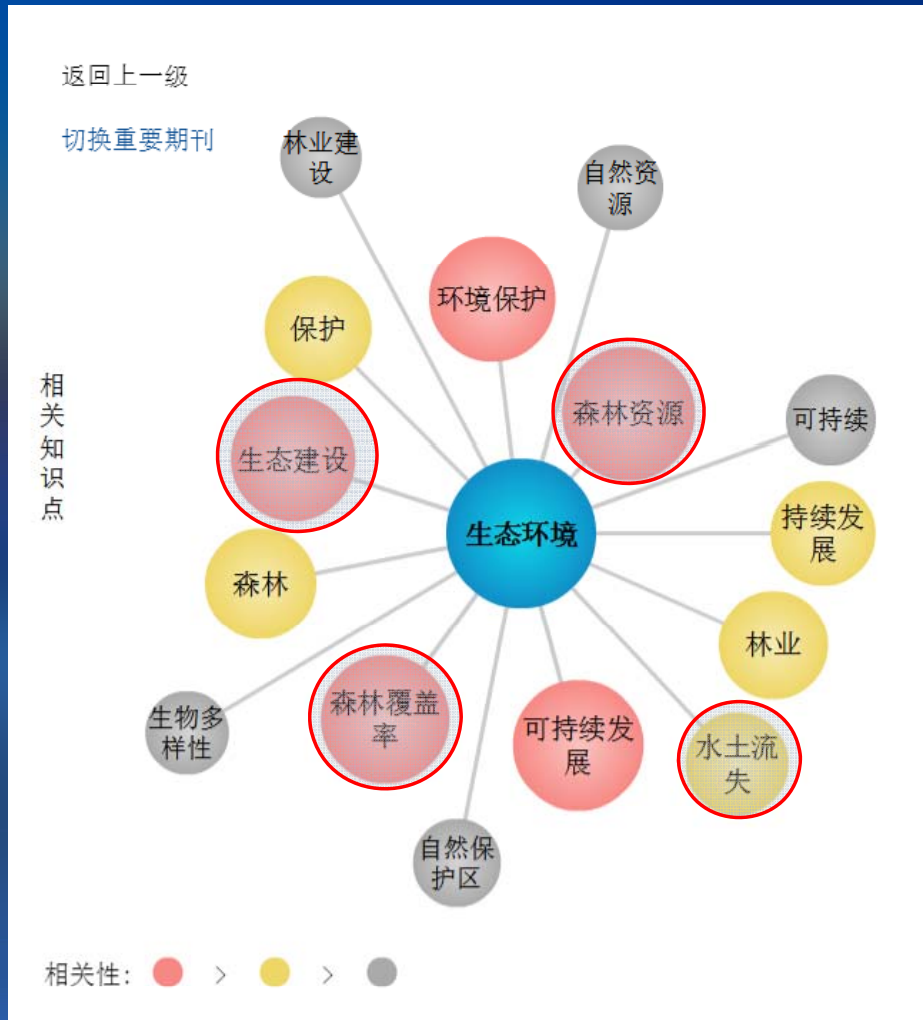 返回上一级
切换重要期刊
林业建
设
自然资
源
环境保护
保护
森林资源
相
关
知
识
点
可持续
生态建设
持续发
展
生态环境
森林
林业
森林覆盖
率
生物多
样性
可持续发
展
水土流
失
自然保
护区
相关性: > >